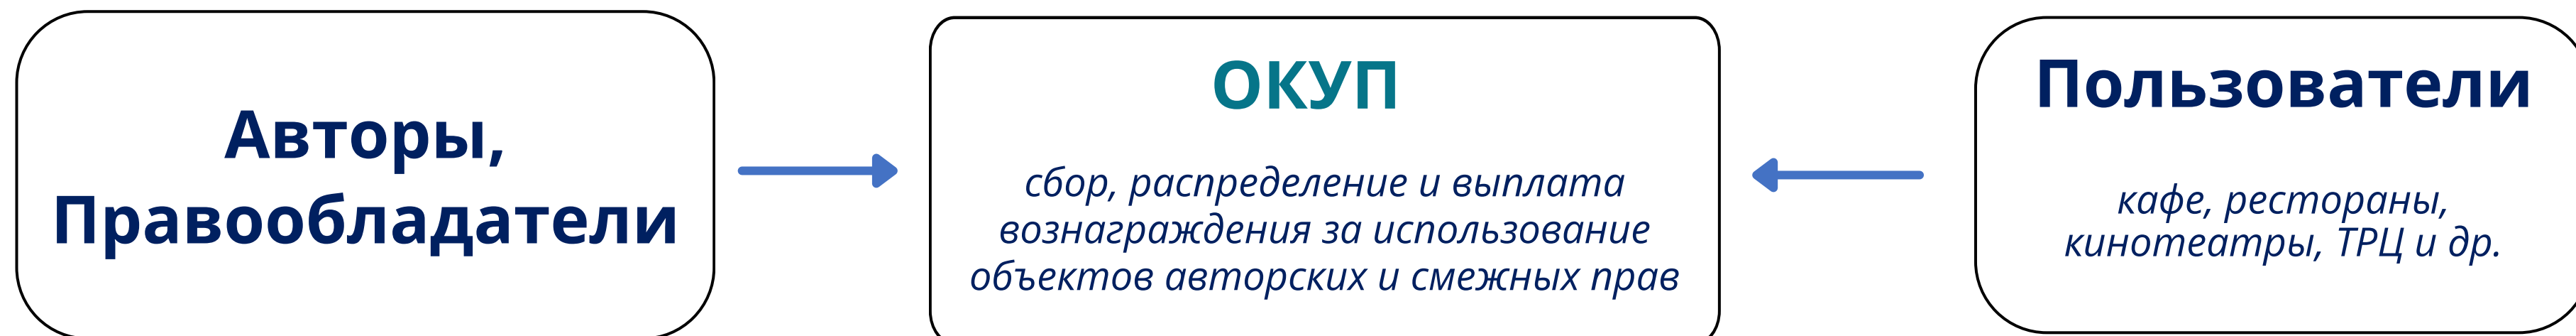 Авторы,
Правообладатели
ОКУП
сбор, распределение и выплата
вознаграждения за использование
объектов авторских и смежных прав
Пользователи
кафе, рестораны,
кинотеатры, ТРЦ и др.